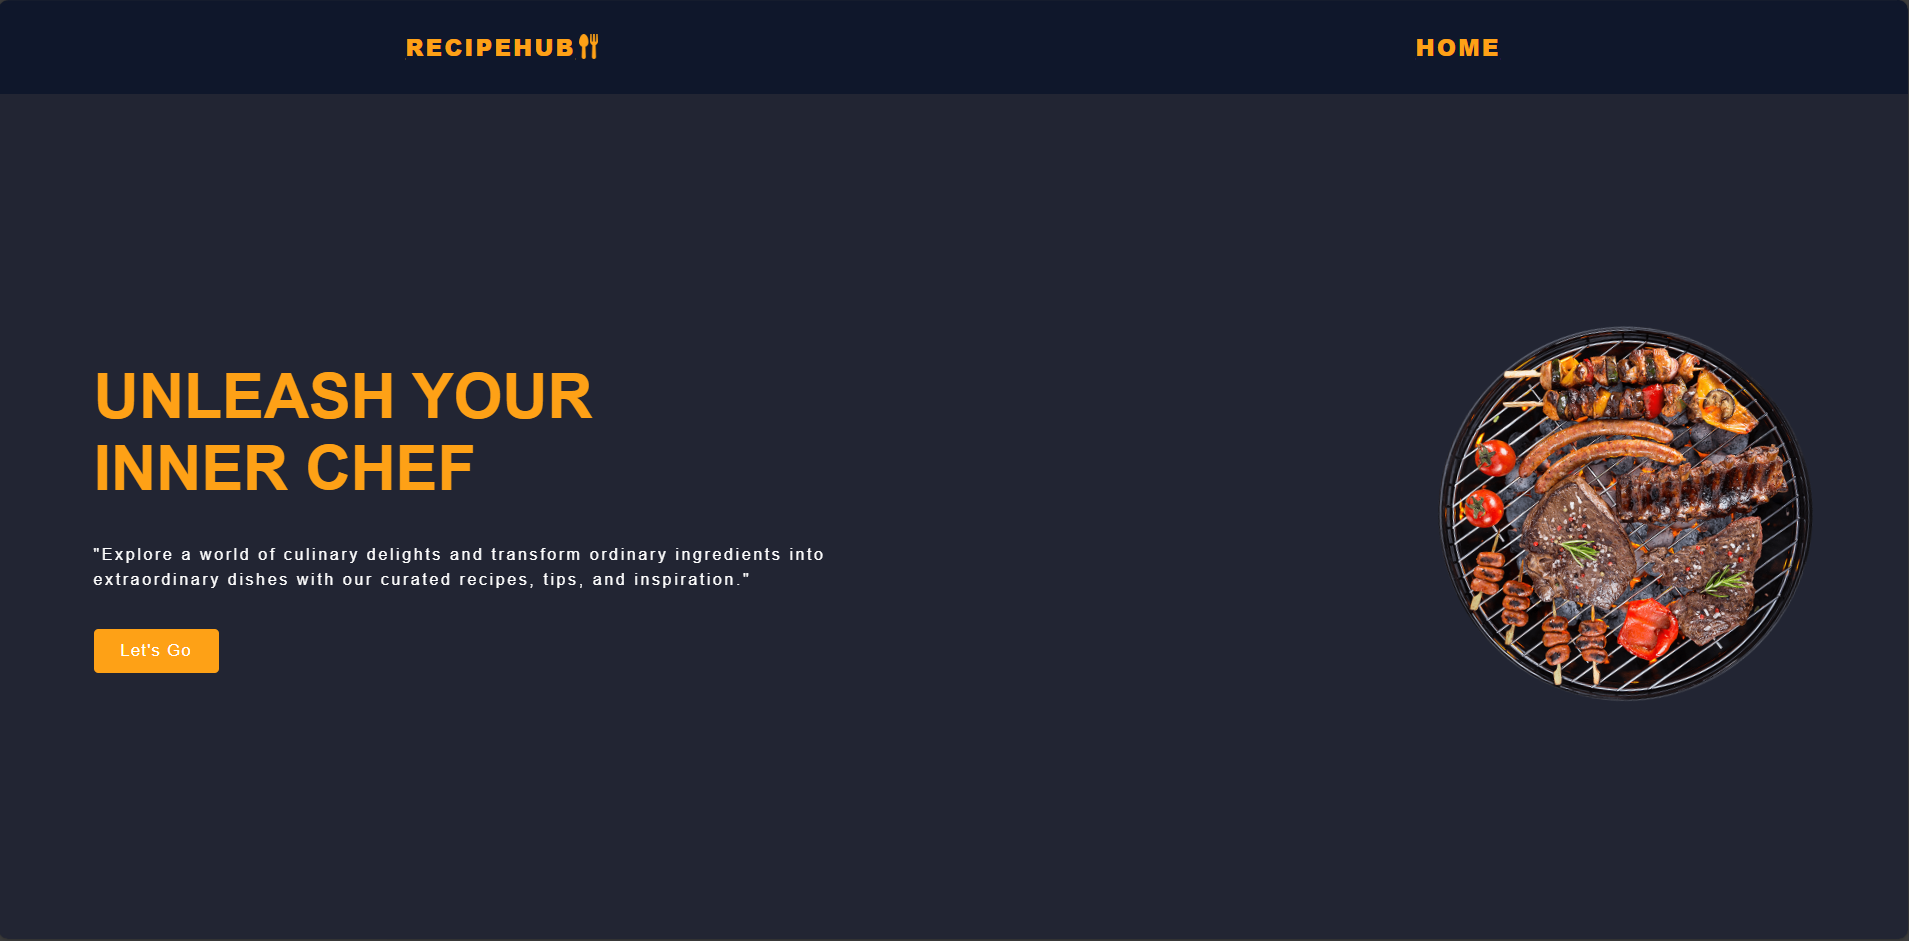 RECIPEHUB
HOME
UNLEASH YOUR
INNER CHEF
"Explore a world of culinary delights and transform ordinary ingredients into
extraordinary dishes with our curated recipes, tips, and inspiration."
Let's Go